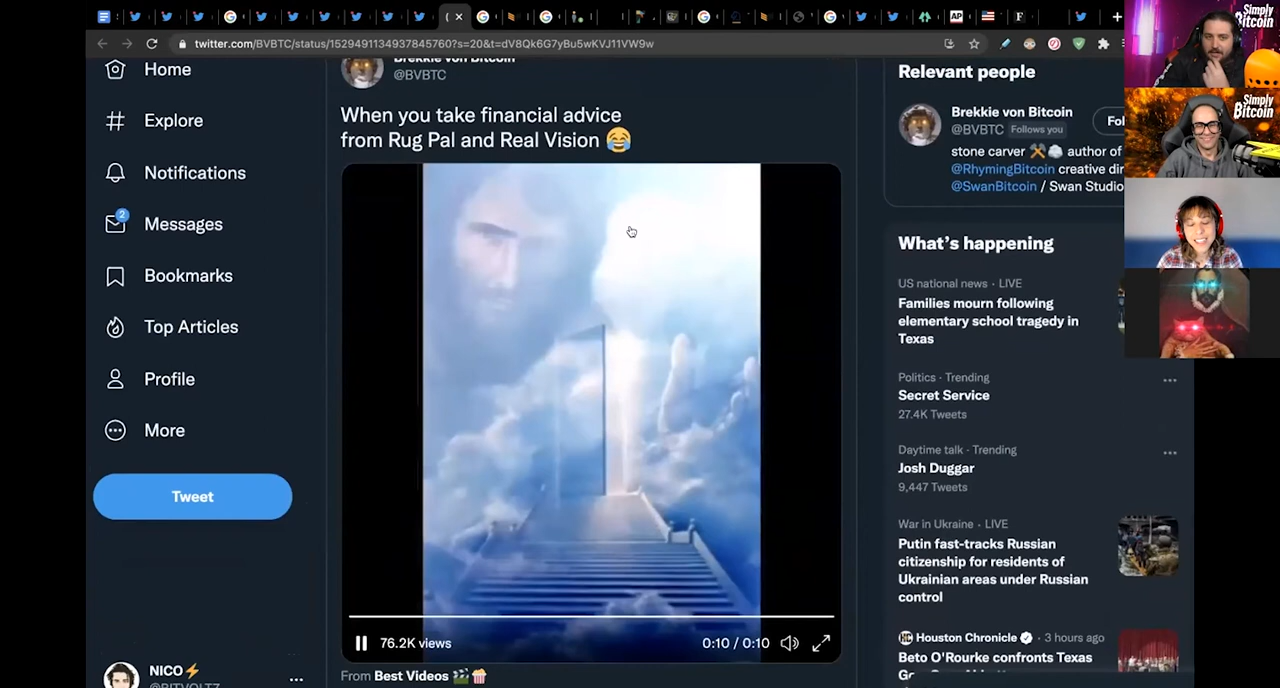 twitter.com/BVBTC/status/1529491134937845760?s=20&t=dV8Qk6G7yBu5wKVJ11VW9w
Home
Explore
Notifications
2
Messages
Bookmarks
Top Articles
Profile
More
Tweet
NICO⚡
@BITVOLTZ
Brekkie von Bitcoin
@BVBTC
When you take financial advice
from Rug Pal and Real Vision 😂
76.2K views
0:10 / 0:10
From Best Videos 🎬🍿
Relevant people
Brekkie von Bitcoin
@BVBTC Follows you
Fol
stone carver ⚒️ author of
@RhymingBitcoin creative dir
@SwanBitcoin / Swan Studio
What's happening
US national news · LIVE
Families mourn following
elementary school tragedy in
Texas
Politics · Trending
Secret Service
27.4K Tweets
Daytime talk · Trending
Josh Duggar
9,447 Tweets
War in Ukraine · LIVE
Putin fast-tracks Russian
citizenship for residents of
Ukrainian areas under Russian
control
Houston Chronicle · 3 hours ago
Beto O'Rourke confronts Texas
AP
Simply
Bitcoin
Simply
Bitcoin